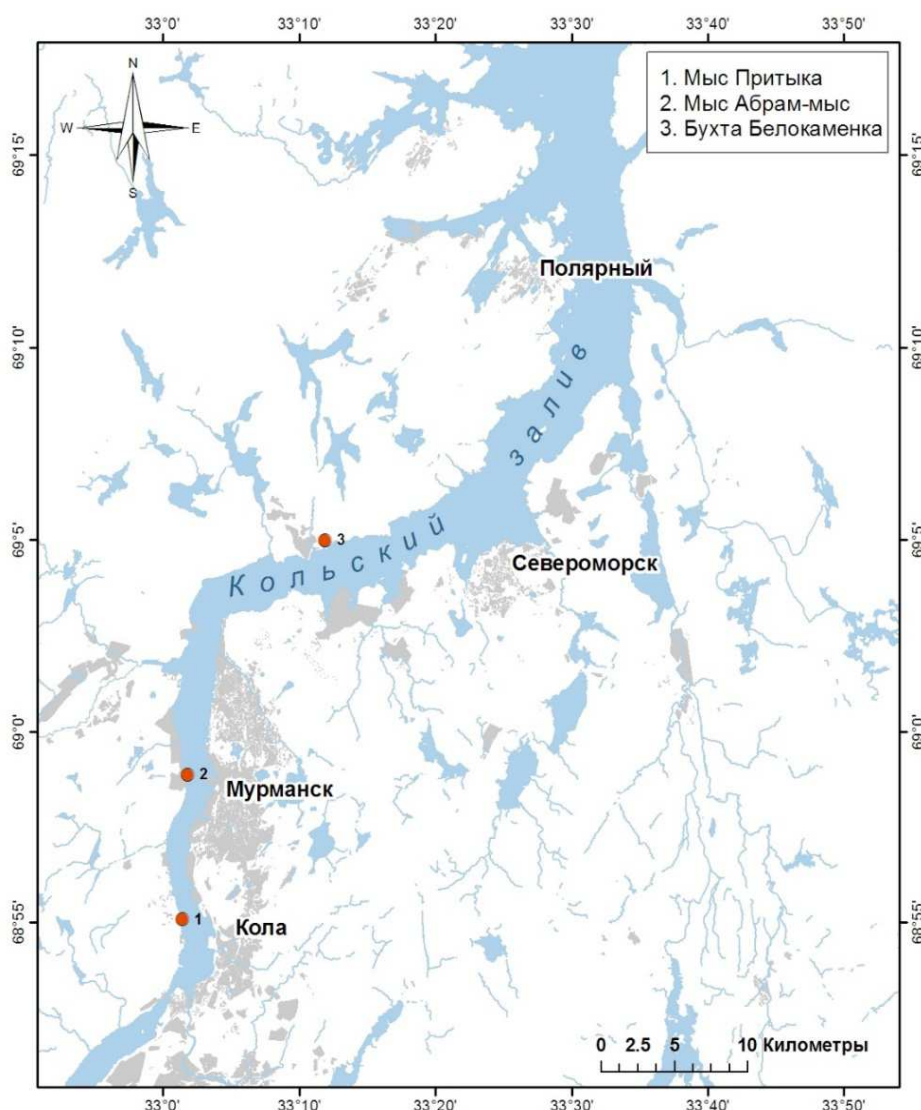 33°0' 33°10' 33°20' 33°30' 33°40' 33°50'
N
W E
S
1. Мыс Притыка
2. Мыс Абрам-мыс
3. Бухта Белокаменка
69°15' 69°15'
Полярный
69°10' 69°10'
залив
69°5' 3 69°5'
Кольский
Североморск
69°0' 69°0'
2
Мурманск
68°55' 1 68°55'
Кола
0 2.5 5 10 Километры
33°0' 33°10' 33°20' 33°30' 33°40' 33°50'